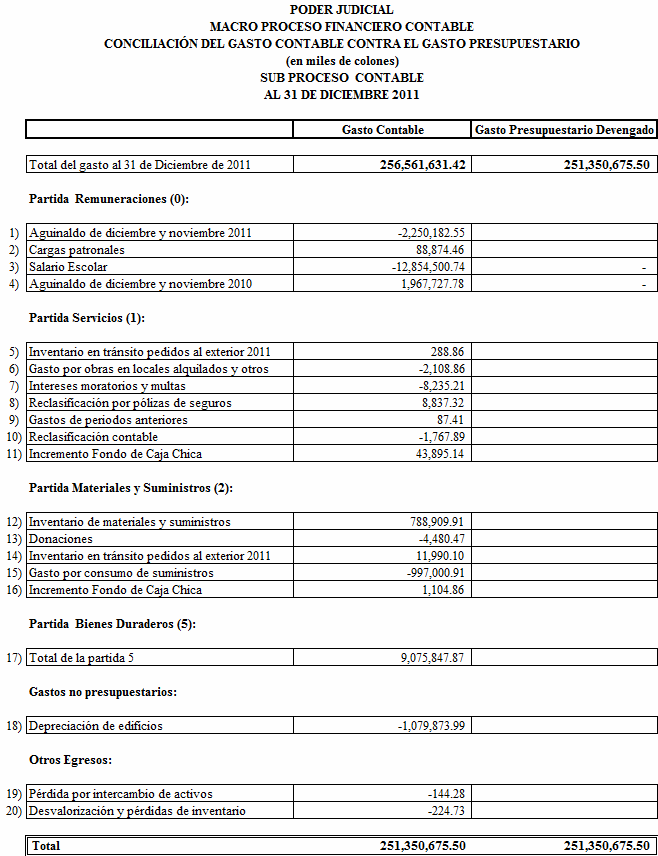 PODER JUDICIAL
MACRO PROCESO FINANCIERO CONTABLE
CONCILIACIÓN DEL GASTO CONTABLE CONTRA EL GASTO PRESUPUESTARIO
(en miles de colones)
SUB PROCESO CONTABLE
AL 31 DE DICIEMBRE 2011
Gasto Contable Gasto Presupuestario Devengado
Total del gasto al 31 de Diciembre de 2011 256,561,631.42 251,350,675.50
Partida Remuneraciones (0):
1) Aguinaldo de diciembre y noviembre 2011 -2,250,182.55
2) Cargas patronales 88,874.46
3) Salario Escolar -12,854,500.74 -
4) Aguinaldo de diciembre y noviembre 2010 1,967,727.78 -
Partida Servicios (1):
5) Inventario en tránsito pedidos al exterior 2011 288.86
6) Gasto por obras en locales alquilados y otros -2,108.86
7) Intereses moratorios y multas -8,235.21
8) Reclasificación por pólizas de seguros 8,837.32
9) Gastos de periodos anteriores 87.41
10) Reclasificación contable -1,767.89
11) Incremento Fondo de Caja Chica 43,895.14
Partida Materiales y Suministros (2):
12) Inventario de materiales y suministros 788,909.91
13) Donaciones -4,480.47
14) Inventario en tránsito pedidos al exterior 2011 11,990.10
15) Gasto por consumo de suministros -997,000.91
16) Incremento Fondo de Caja Chica 1,104.86
Partida Bienes Duraderos (5):
17) Total de la partida 5 9,075,847.87
Gastos no presupuestarios:
18) Depreciación de edificios -1,079,873.99
Otros Egresos:
19) Pérdida por intercambio de activos -144.28
20) Desvalorización y pérdidas de inventario -224.73
Total 251,350,675.50 251,350,675.50